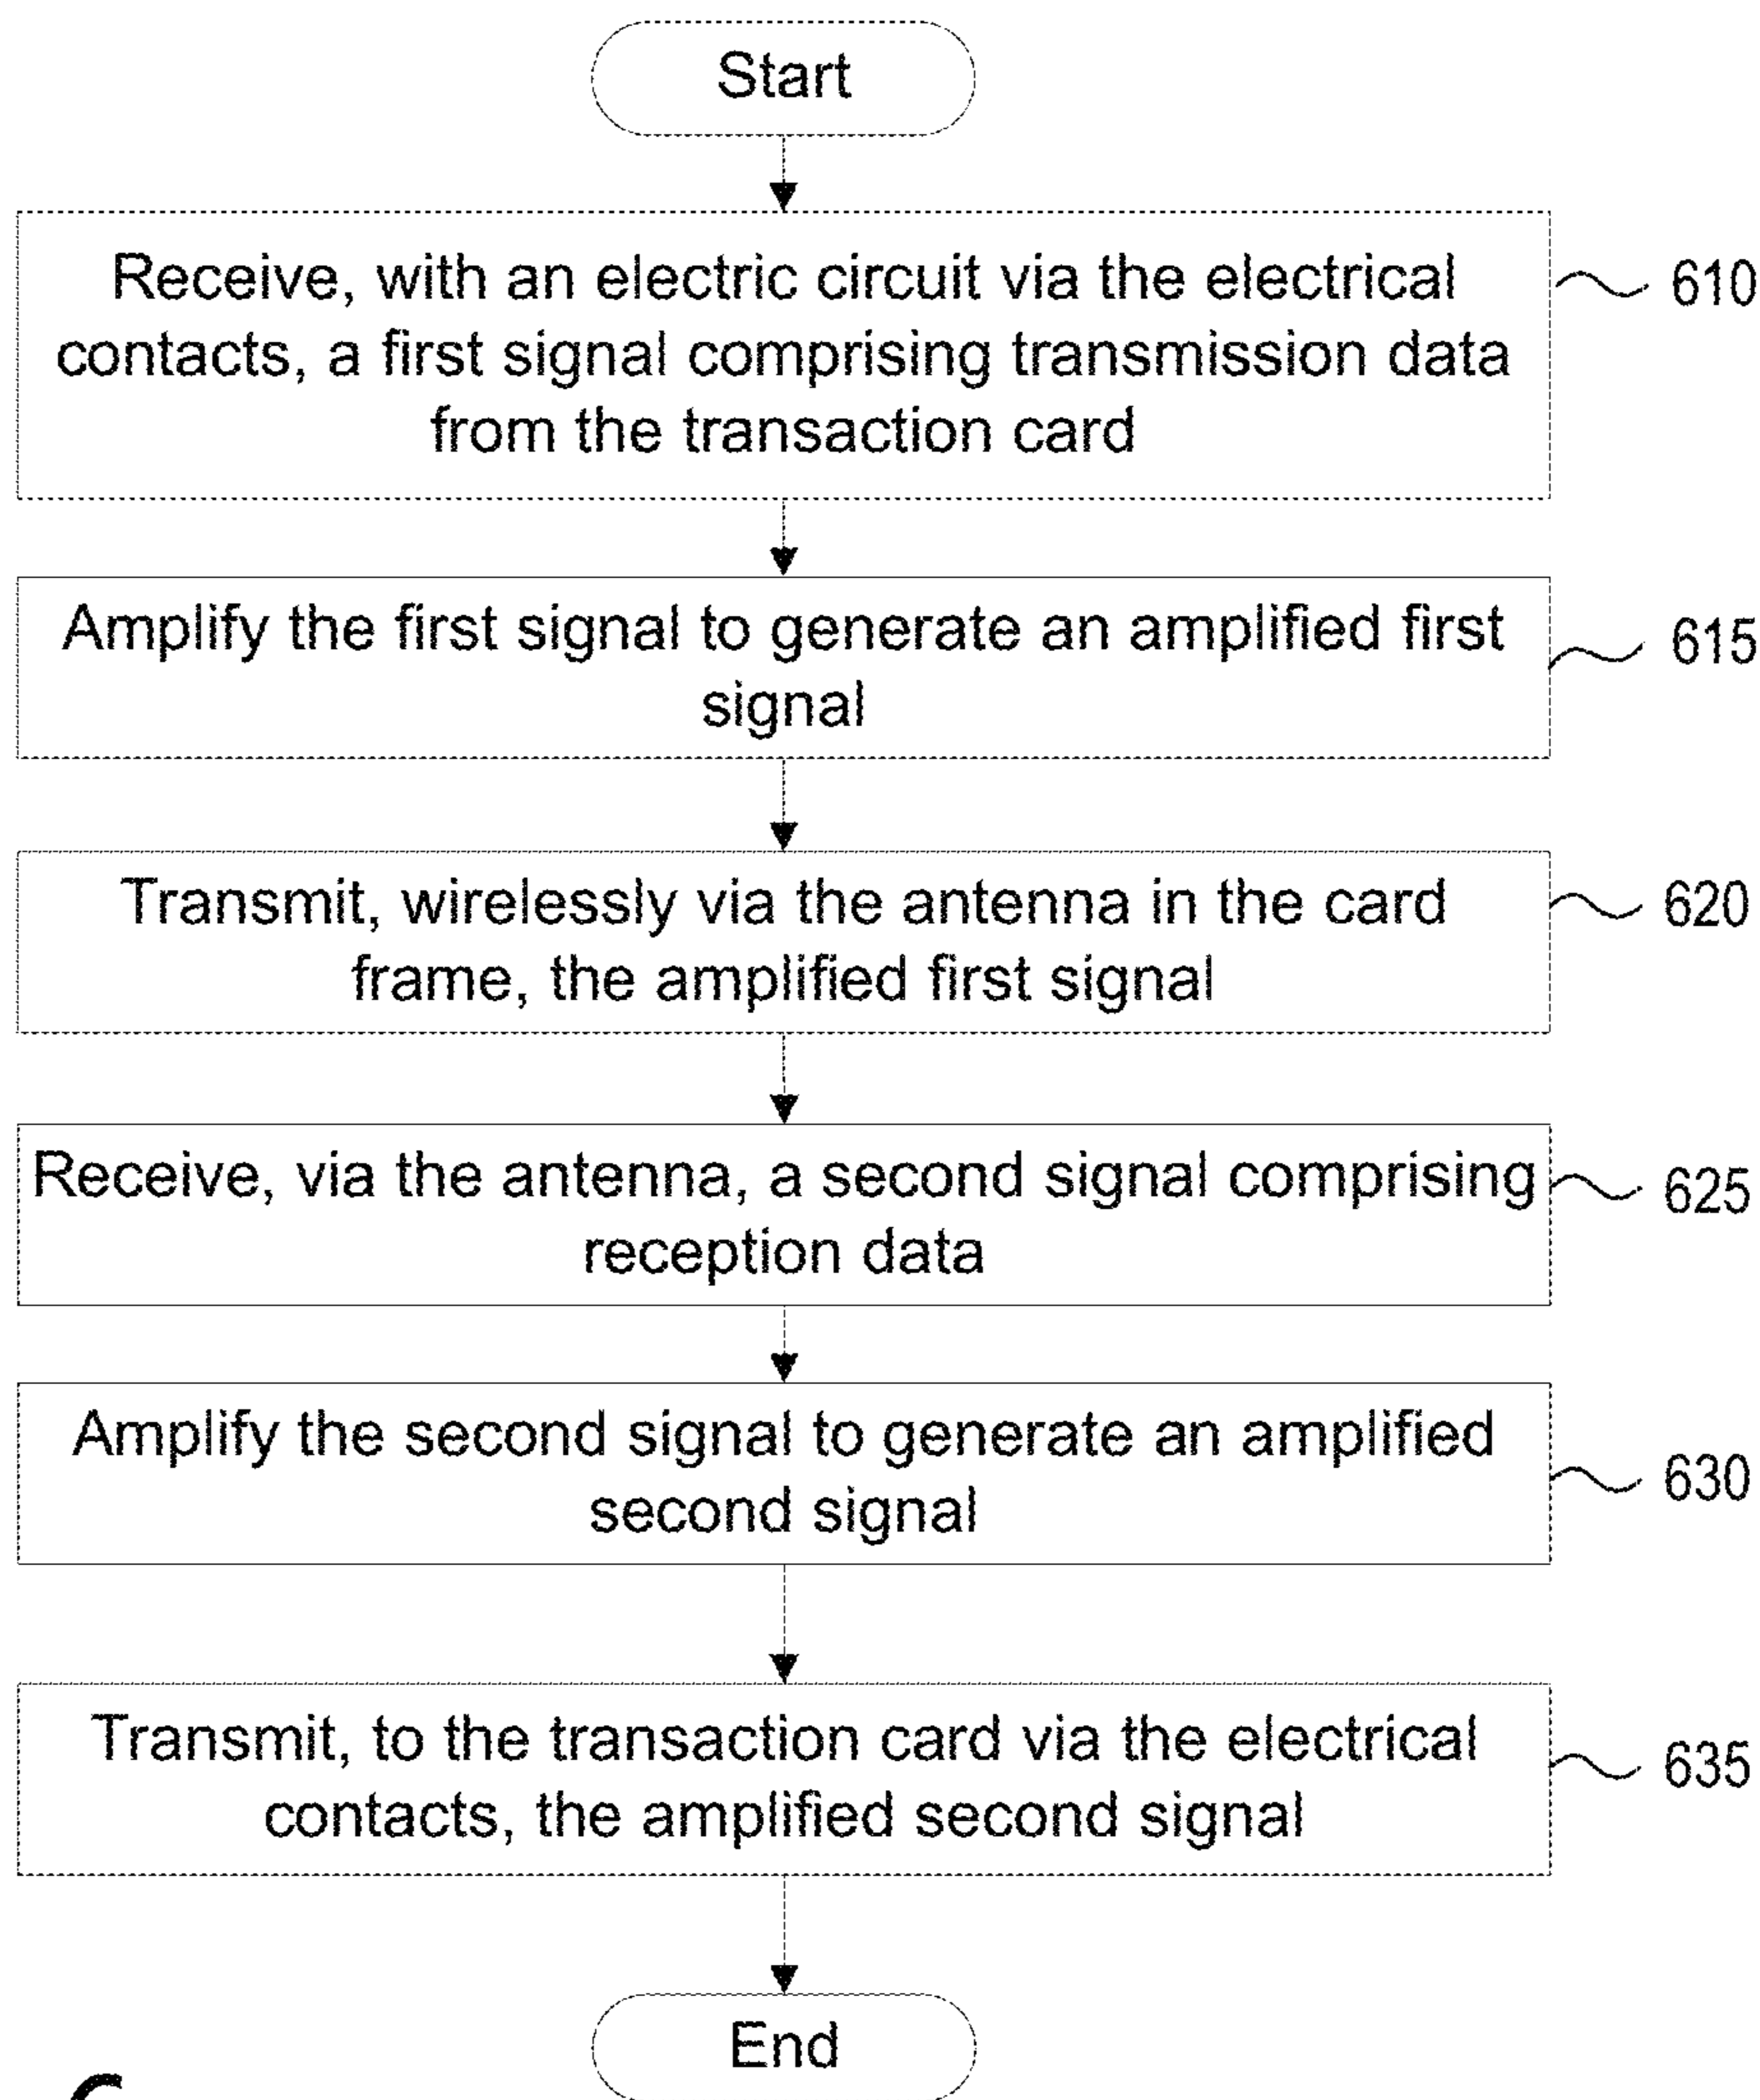 Start
Receive, with an electric circuit via the electrical
contacts, a first signal comprising transmission data
from the transaction card
610
Amplify the first signal to generate an amplified first
signal
615
Transmit, wirelessly via the antenna in the card
frame, the amplified first signal
620
Receive, via the antenna, a second signal comprising
reception data
625
Amplify the second signal to generate an amplified
second signal
630
Transmit, to the transaction card via the electrical
contacts, the amplified second signal
635
End